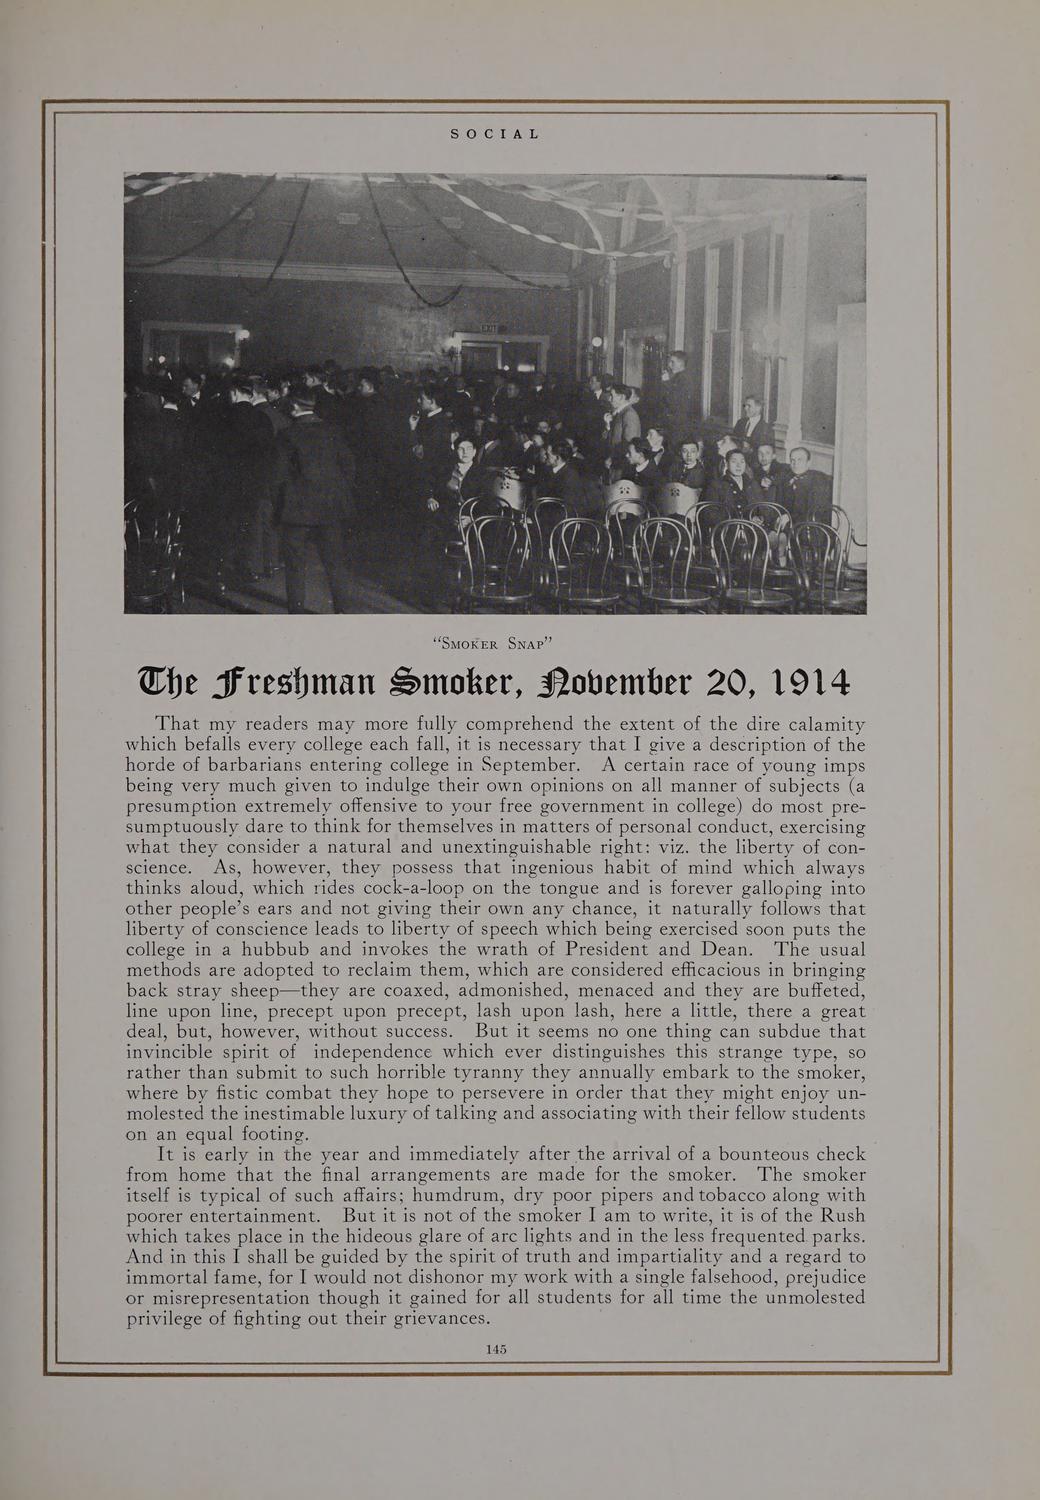 SOCIAL
EXIT
“Smoker Snap”
The Freshman Smoker, November 20, 1914
That my readers may more fully comprehend the extent of the dire calamity
which befalls every college each fall, it is necessary that I give a description of the
horde of barbarians entering college in September. A certain race of young imps
being very much given to indulge their own opinions on all manner of subjects (a
presumption extremely offensive to your free government in college) do most pre-
sumptuously dare to think for themselves in matters of personal conduct, exercising
what they consider a natural and unextinguishable right: viz. the liberty of con-
science. As, however, they possess that ingenious habit of mind which always
thinks aloud, which rides cock-a-loop on the tongue and is forever galloping into
other people’s ears and not giving their own any chance, it naturally follows that
liberty of conscience leads to liberty of speech which being exercised soon puts the
college in a hubbub and invokes the wrath of President and Dean. The usual
methods are adopted to reclaim them, which are considered efficacious in bringing
back stray sheep—they are coaxed, admonished, menaced and they are buffeted,
line upon line, precept upon precept, lash upon lash, here a little, there a great
deal, but, however, without success. But it seems no one thing can subdue that
invincible spirit of independence which ever distinguishes this strange type, so
rather than submit to such horrible tyranny they annually embark to the smoker,
where by fistic combat they hope to persevere in order that they might enjoy un-
molested the inestimable luxury of talking and associating with their fellow students
on an equal footing.
It is early in the year and immediately after the arrival of a bounteous check
from home that the final arrangements are made for the smoker. The smoker
itself is typical of such affairs; humdrum, dry poor pipers and tobacco along with
poorer entertainment. But it is not of the smoker I am to write, it is of the Rush
which takes place in the hideous glare of arc lights and in the less frequented parks.
And in this I shall be guided by the spirit of truth and impartiality and a regard to
immortal fame, for I would not dishonor my work with a single falsehood, prejudice
or misrepresentation though it gained for all students for all time the unmolested
privilege of fighting out their grievances.
145